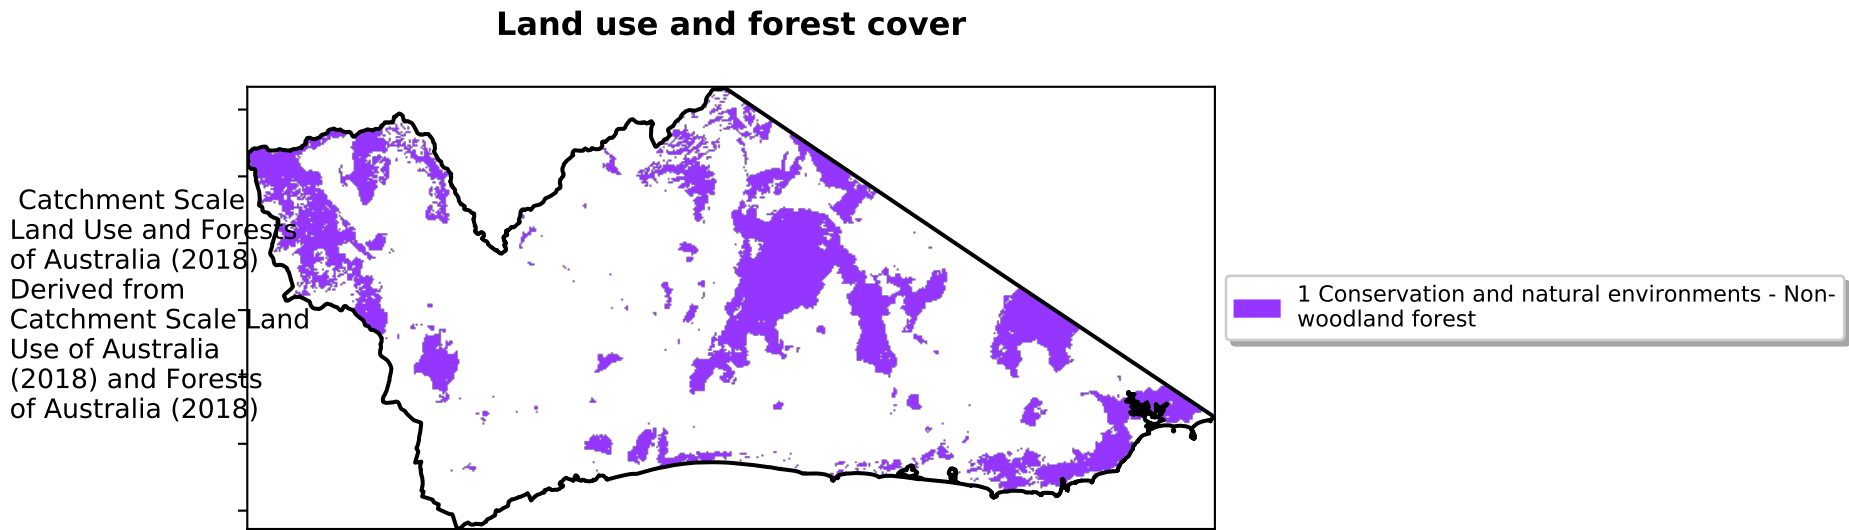 Land use and forest cover
Catchment Scale
Land Use and Forests
of Australia (2018)
Derived from
Catchment Scale Land
Use of Australia
(2018) and Forests
of Australia (2018)
1 Conservation and natural environments - Non-
woodland forest